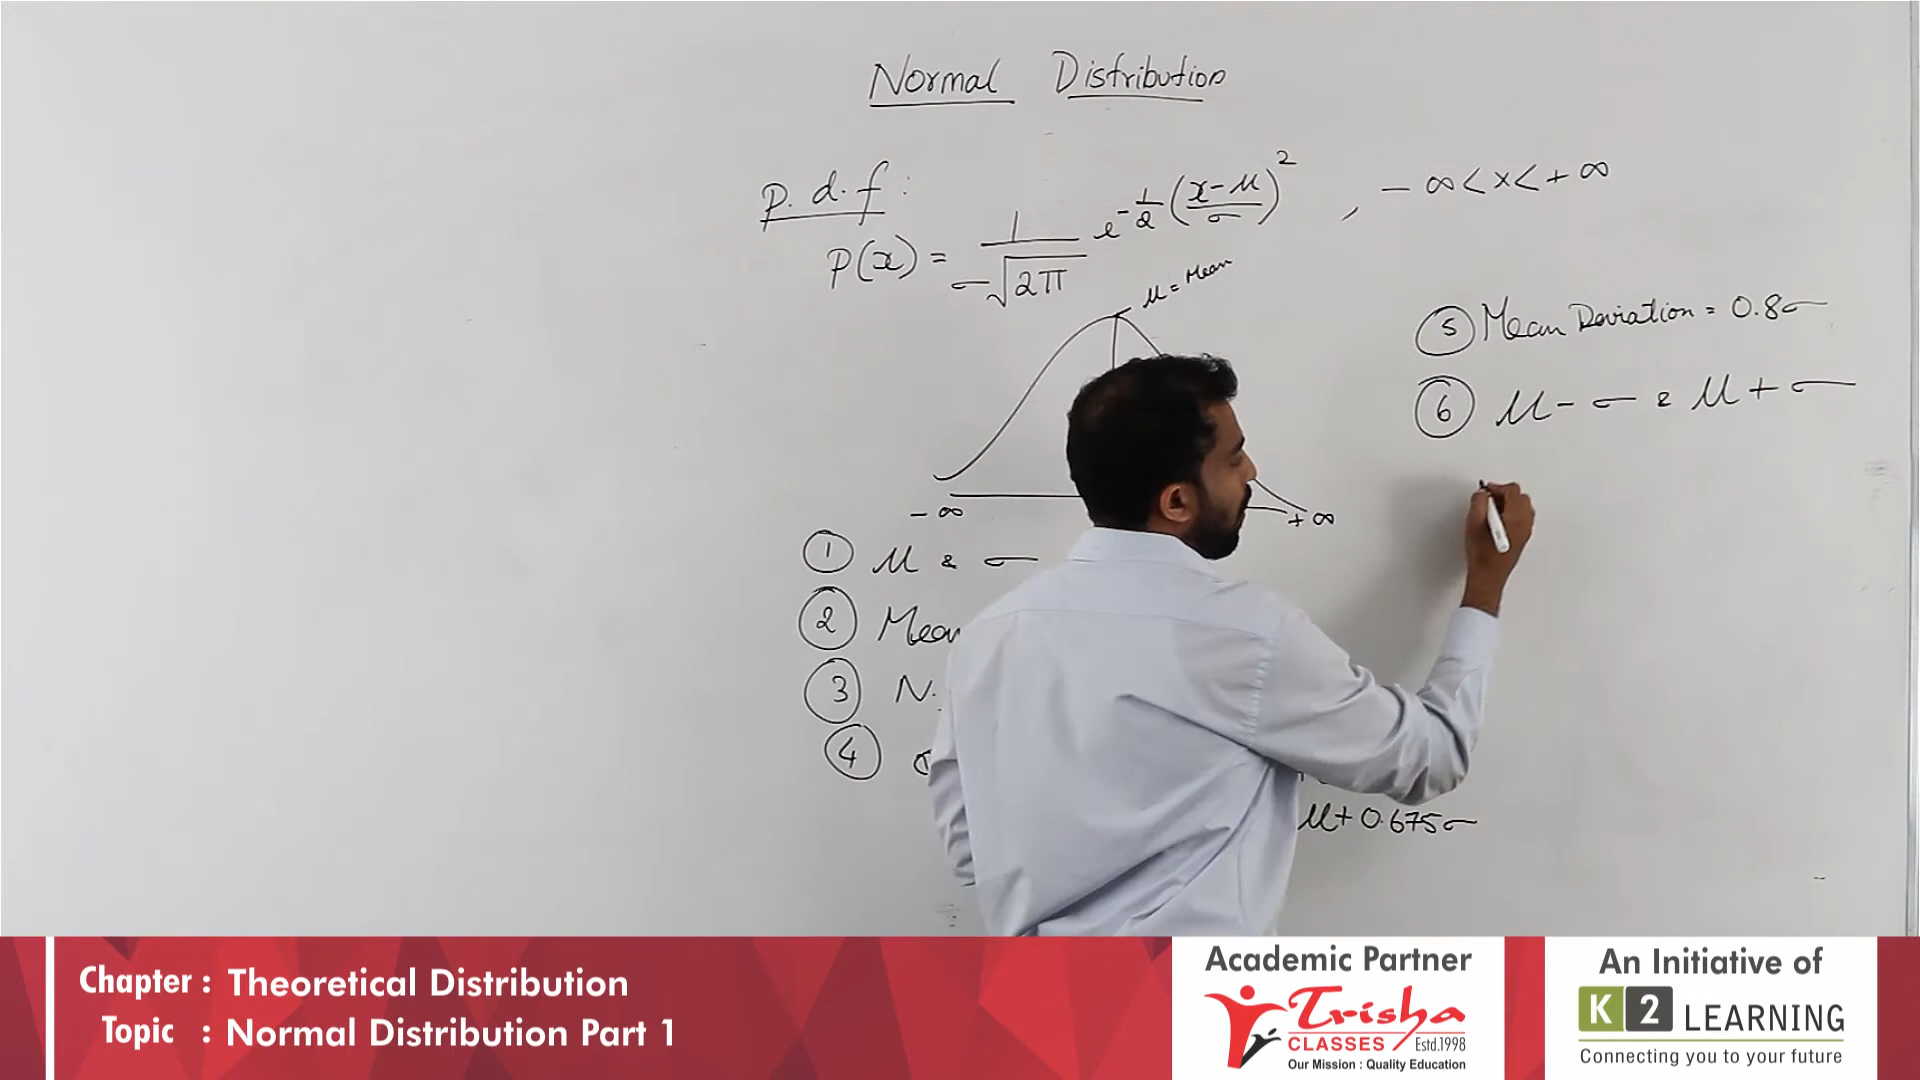 Normal Distribution
p. d. f :
P(x) = 1/σ√2π e^-1/2(x-μ/σ)^2 , -∞<x<+∞
μ = Mean
-∞ +∞
① μ & σ
② Mean
③ N.
④ σ
μ+0.675σ
⑤ Mean Deviation = 0.8σ
⑥ μ-σ & μ+σ
Chapter : Theoretical Distribution
Topic : Normal Distribution Part 1
Academic Partner
Trisha
CLASSES Estd.1998
Our Mission : Quality Education
An Initiative of
K2 LEARNING
Connecting you to your future